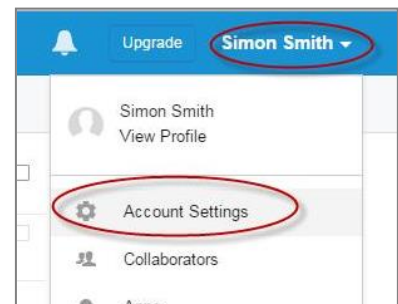 Upgrade Simon Smith
Simon Smith
View Profile
Account Settings
Collaborators